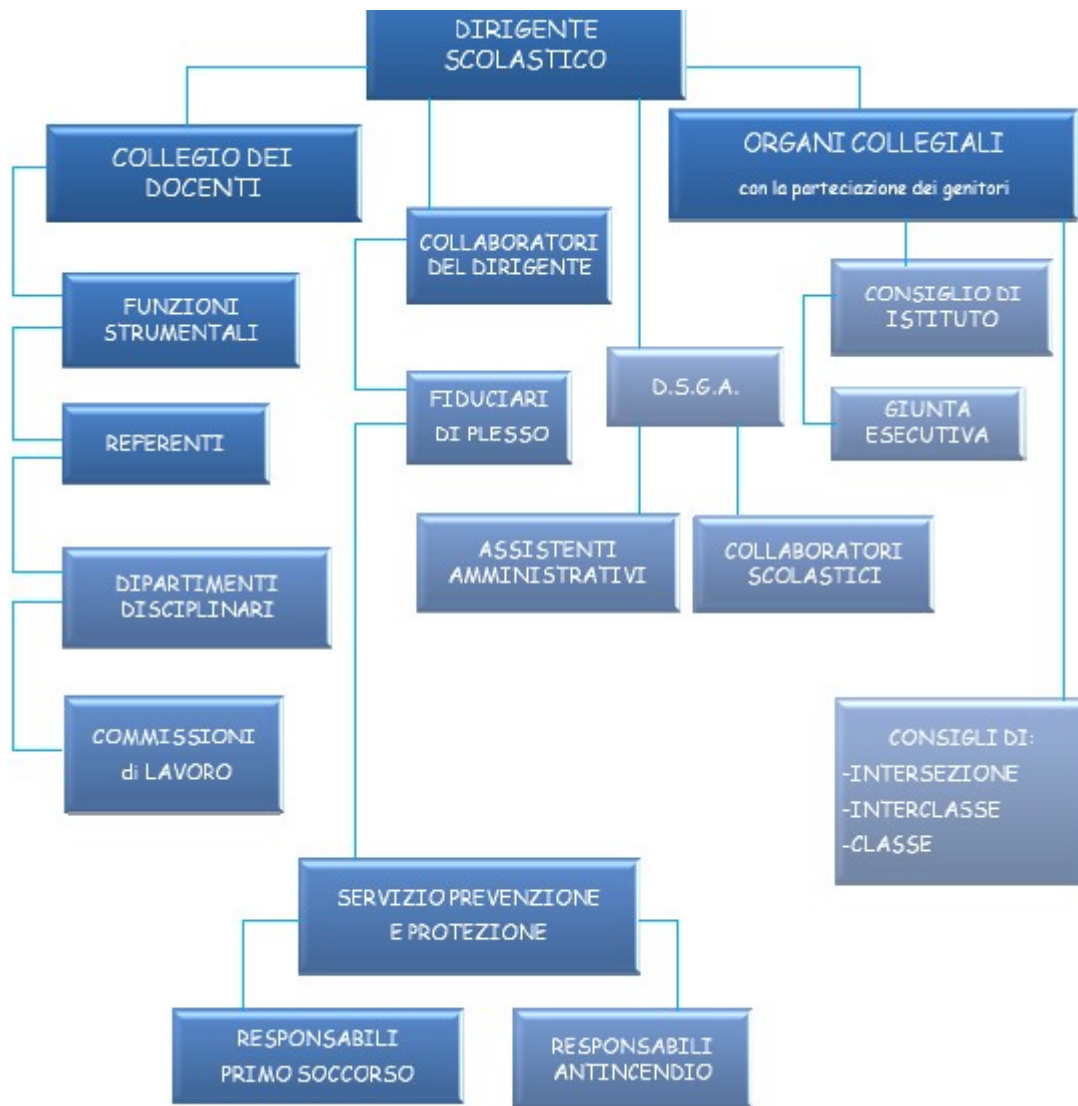 DIRIGENTE
SCOLASTICO
COLLEGIO DEI
DOCENTI
ORGANI COLLEGIALI
con la parteciazione dei genitori
COLLABORATORI
DEL DIRIGENTE
FUNZIONI
STRUMENTALI
CONSIGLIO DI
ISTITUTO
D.S.G.A.
FIDUCIARI
DI PLESSO
GIUNTA
ESECUTIVA
REFERENTI
ASSISTENTI
AMMINISTRATIVI
COLLABORATORI
SCOLASTICI
DIPARTIMENTI
DISCIPLINARI
COMMISSIONI
di LAVORO
CONSIGLI DI:
-INTERSEZIONE
-INTERCLASSE
-CLASSE
SERVIZIO PREVENZIONE
E PROTEZIONE
RESPONSABILI
PRIMO SOCCORSO
RESPONSABILI
ANTINCENDIO